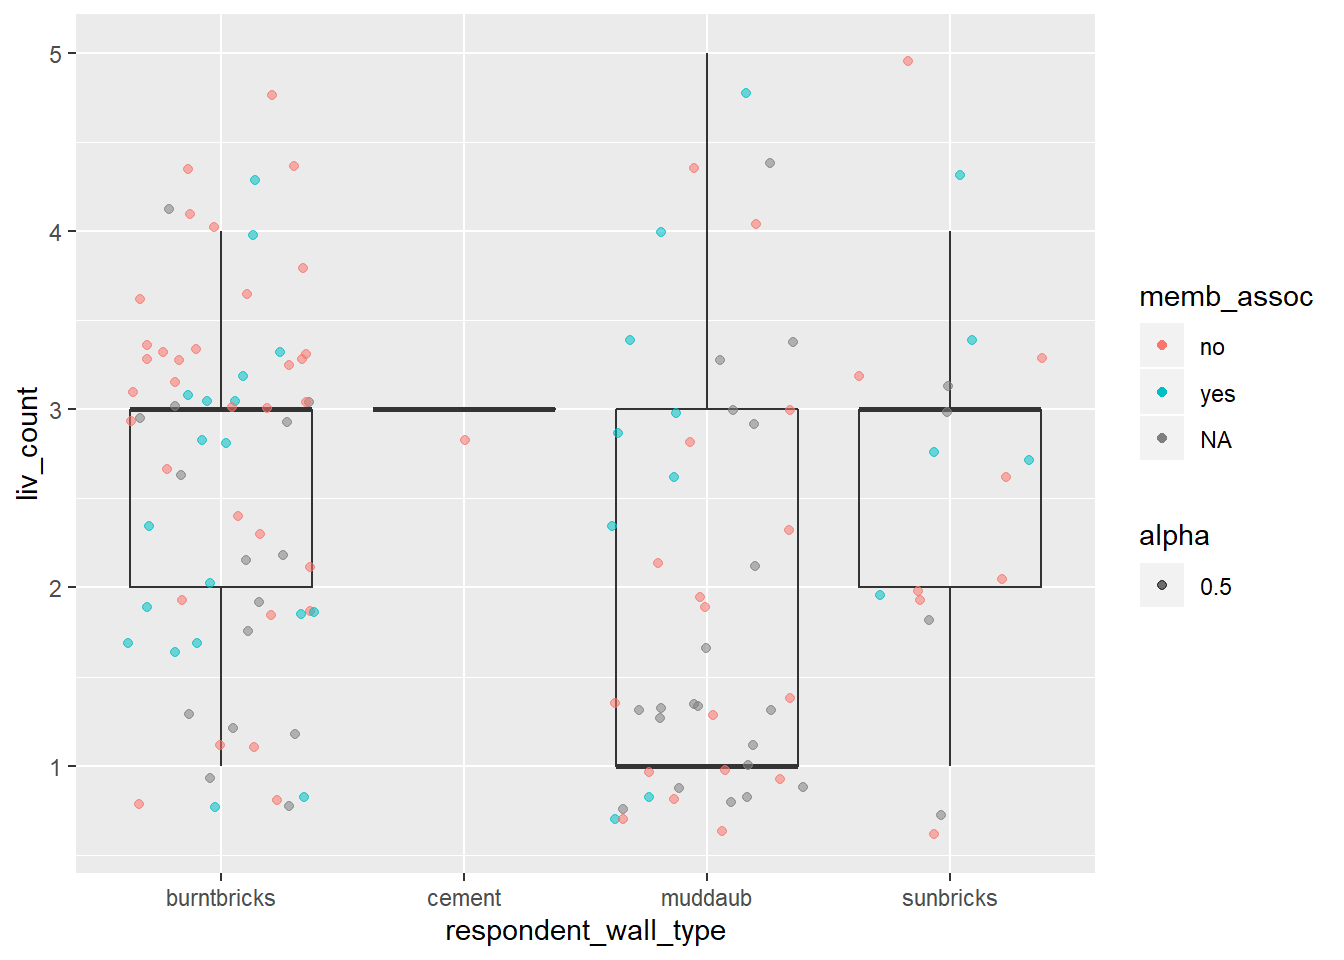 5
4
3
2
1
liv_count
burntbricks cement muddaub sunbricks
respondent_wall_type
memb_assoc
no
yes
NA
alpha
0.5